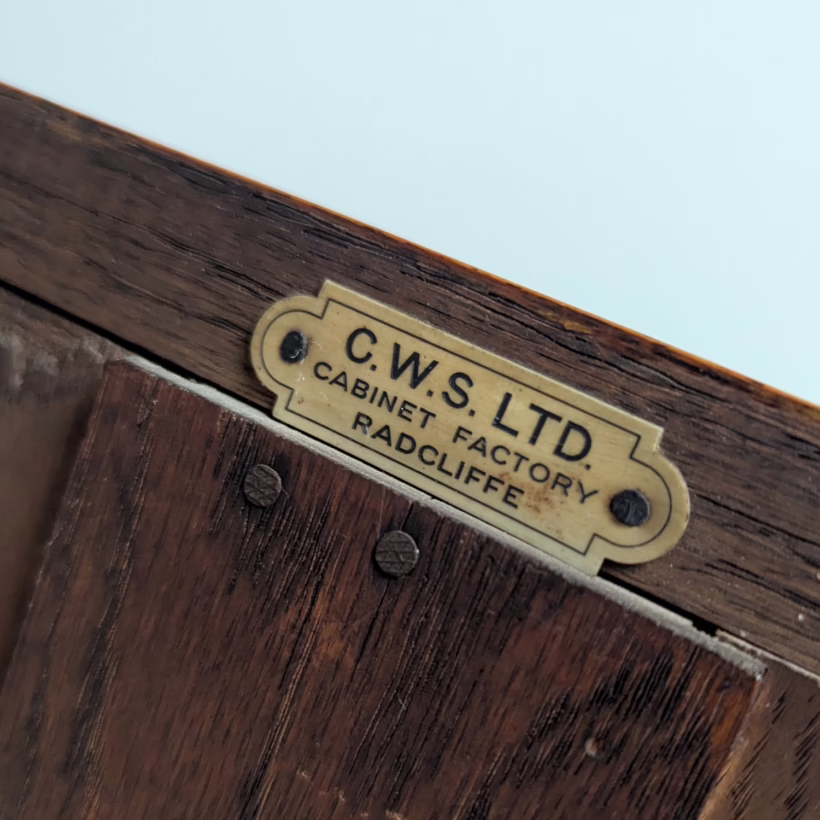 C.W.S. LTD.
CABINET FACTORY
RADCLIFFE